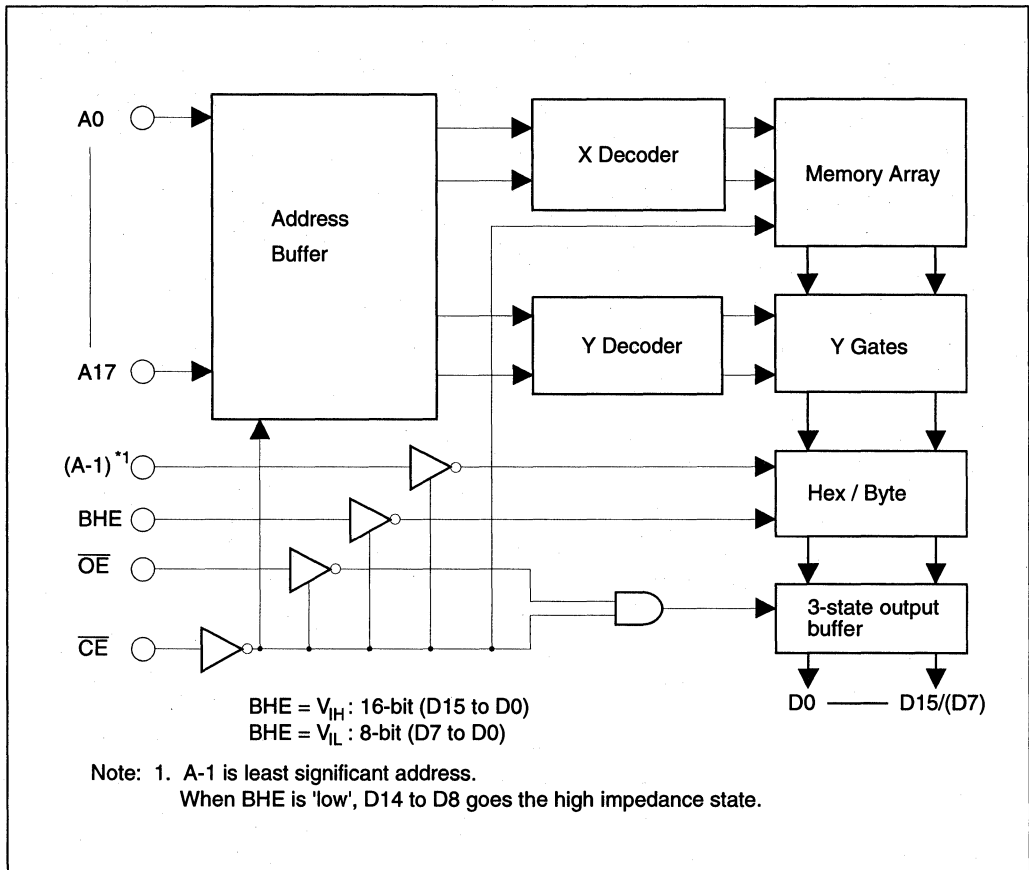 A0
X Decoder
Memory Array
Address
Buffer
A17
Y Decoder
Y Gates
(A-1) *1
Hex / Byte
BHE
OE
3-state output
buffer
CE
D0 —— D15/(D7)
BHE = VIH : 16-bit (D15 to D0)
BHE = VIL : 8-bit (D7 to D0)
Note: 1. A-1 is least significant address.
When BHE is 'low', D14 to D8 goes the high impedance state.